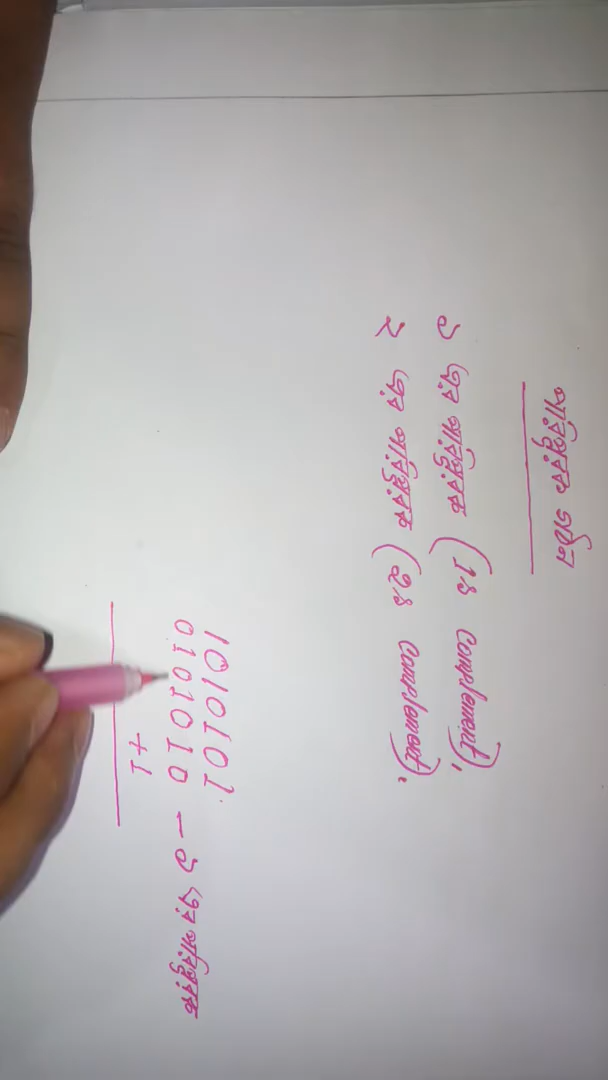 পরিপূরক গঠন
১ এর পরিপূরক (1's complement),
২ এর পরিপূরক (2's complement),
1010101
0101010 - ১ এর পরিপূরক
+1